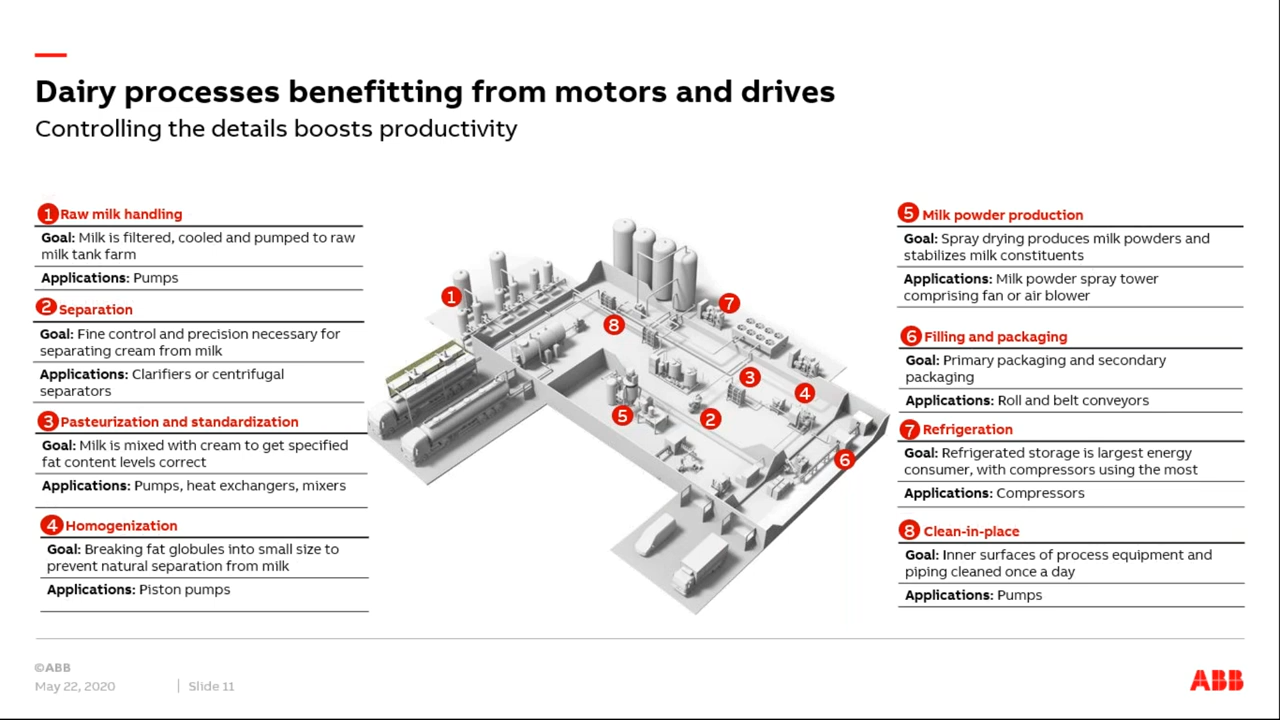 Dairy processes benefitting from motors and drives
Controlling the details boosts productivity
1 Raw milk handling
Goal: Milk is filtered, cooled and pumped to raw
milk tank farm
Applications: Pumps
2 Separation
Goal: Fine control and precision necessary for
separating cream from milk
Applications: Clarifiers or centrifugal
separators
3 Pasteurization and standardization
Goal: Milk is mixed with cream to get specified
fat content levels correct
Applications: Pumps, heat exchangers, mixers
4 Homogenization
Goal: Breaking fat globules into small size to
prevent natural separation from milk
Applications: Piston pumps
1
8
7
3
4
5
2
6
5 Milk powder production
Goal: Spray drying produces milk powders and
stabilizes milk constituents
Applications: Milk powder spray tower
comprising fan or air blower
6 Filling and packaging
Goal: Primary packaging and secondary
packaging
Applications: Roll and belt conveyors
7 Refrigeration
Goal: Refrigerated storage is largest energy
consumer, with compressors using the most
Applications: Compressors
8 Clean-in-place
Goal: Inner surfaces of process equipment and
piping cleaned once a day
Applications: Pumps
©ABB
May 22, 2020 | Slide 11
ABB